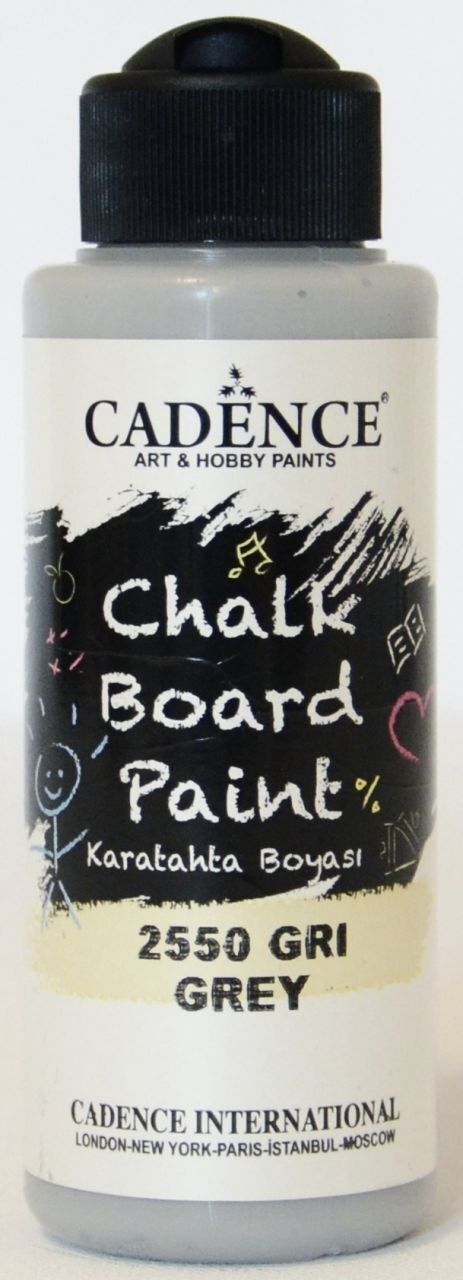 CADENCE®
ART & HOBBY PAINTS
Chalk
Board
Paint
%
Karatahta Boyası
2550 GRI
GREY
CADENCE INTERNATIONAL
LONDON-NEW YORK-PARIS-İSTANBUL-MOSCOW